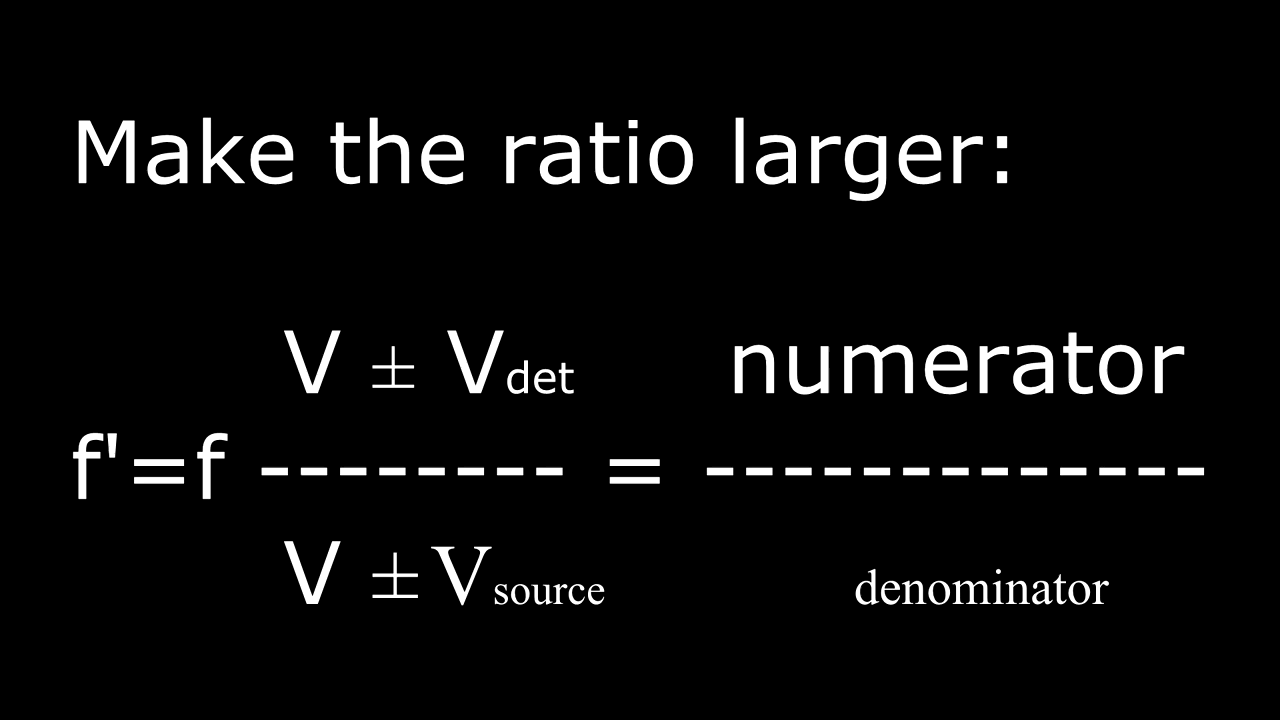 Make the ratio larger:
V ± Vdet numerator
f'=f -------- = -------------
V ± Vsource denominator